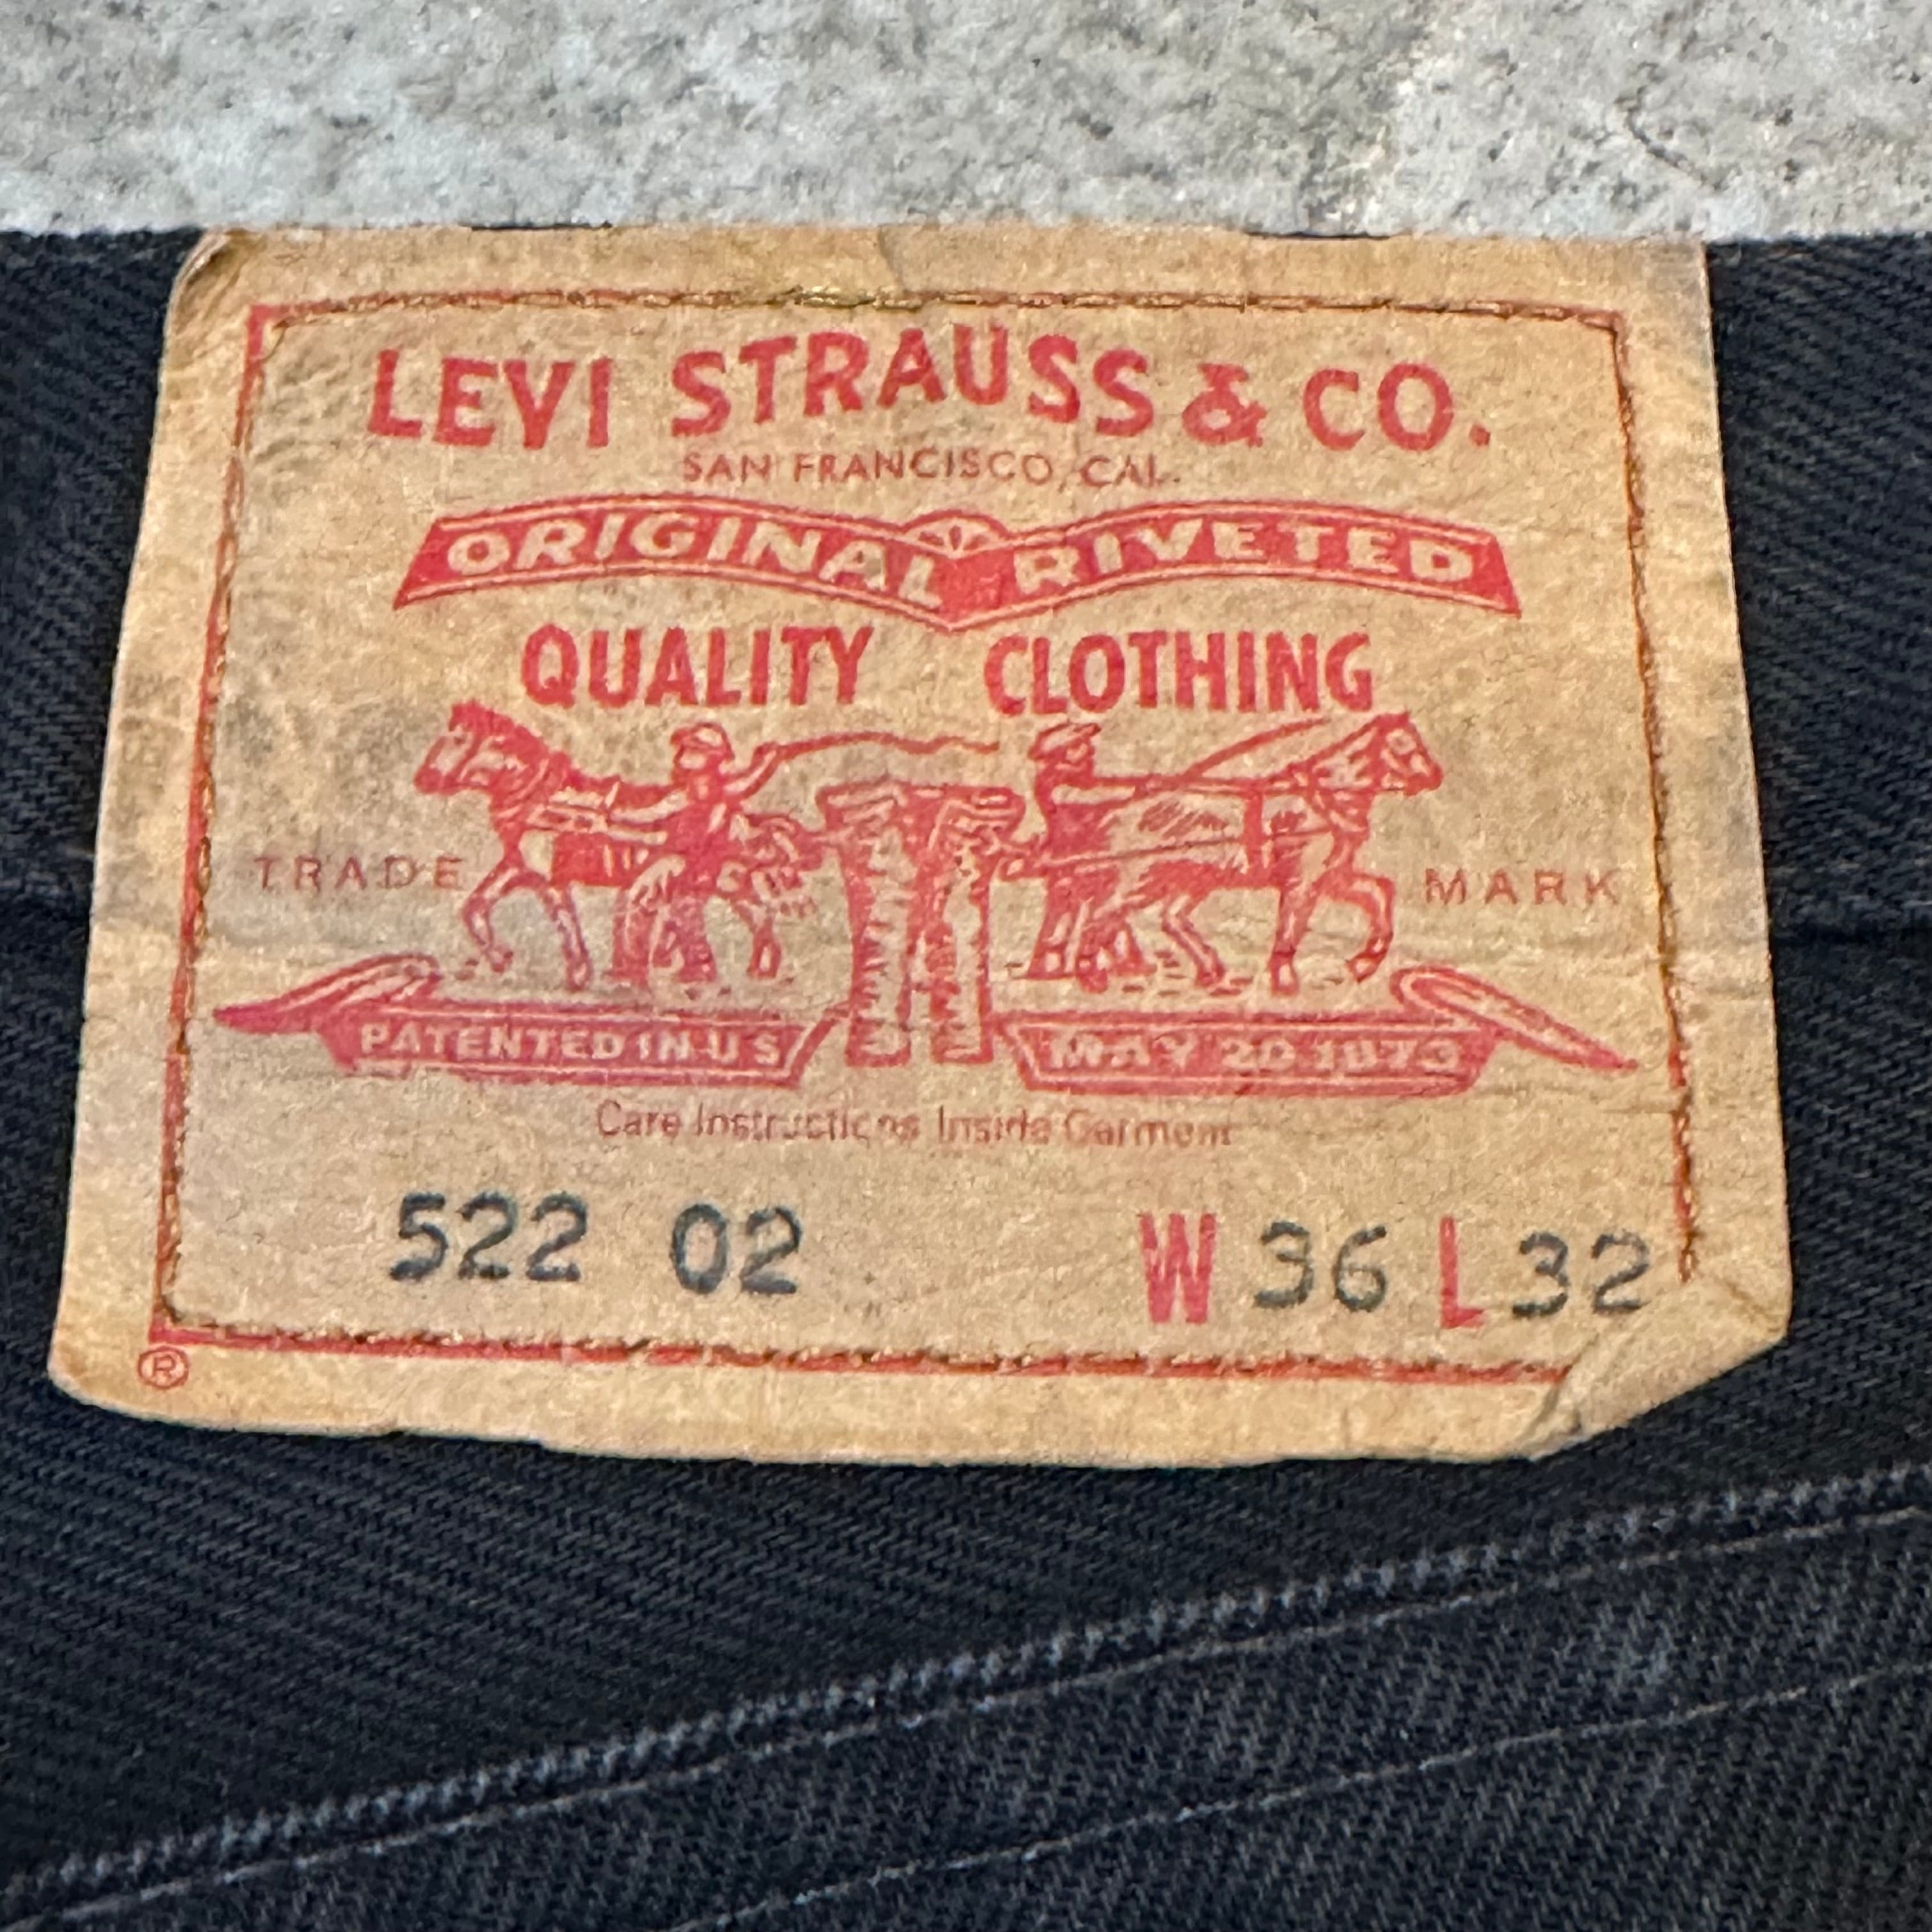 LEVI STRAUSS & CO.
SAN FRANCISCO, CAL.
ORIGINAL RIVETED
QUALITY CLOTHING
TRADE MARK
PATENTED IN U S MAY 20 1873
Care Instructions Inside Garment
522 02 W 36 L 32
®